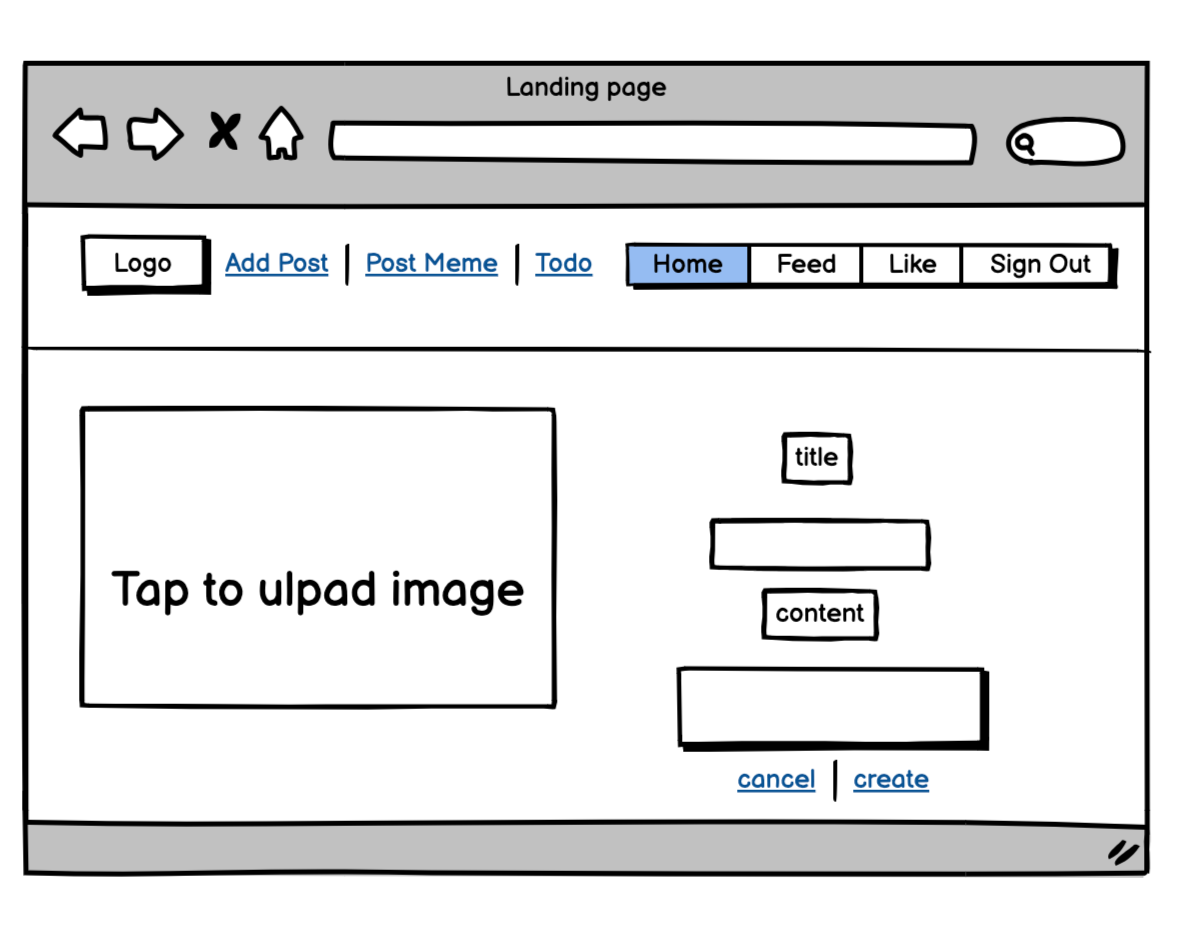 Landing page
Logo Add Post Post Meme Todo Home Feed Like Sign Out
title
Tap to ulpad image
content
cancel create